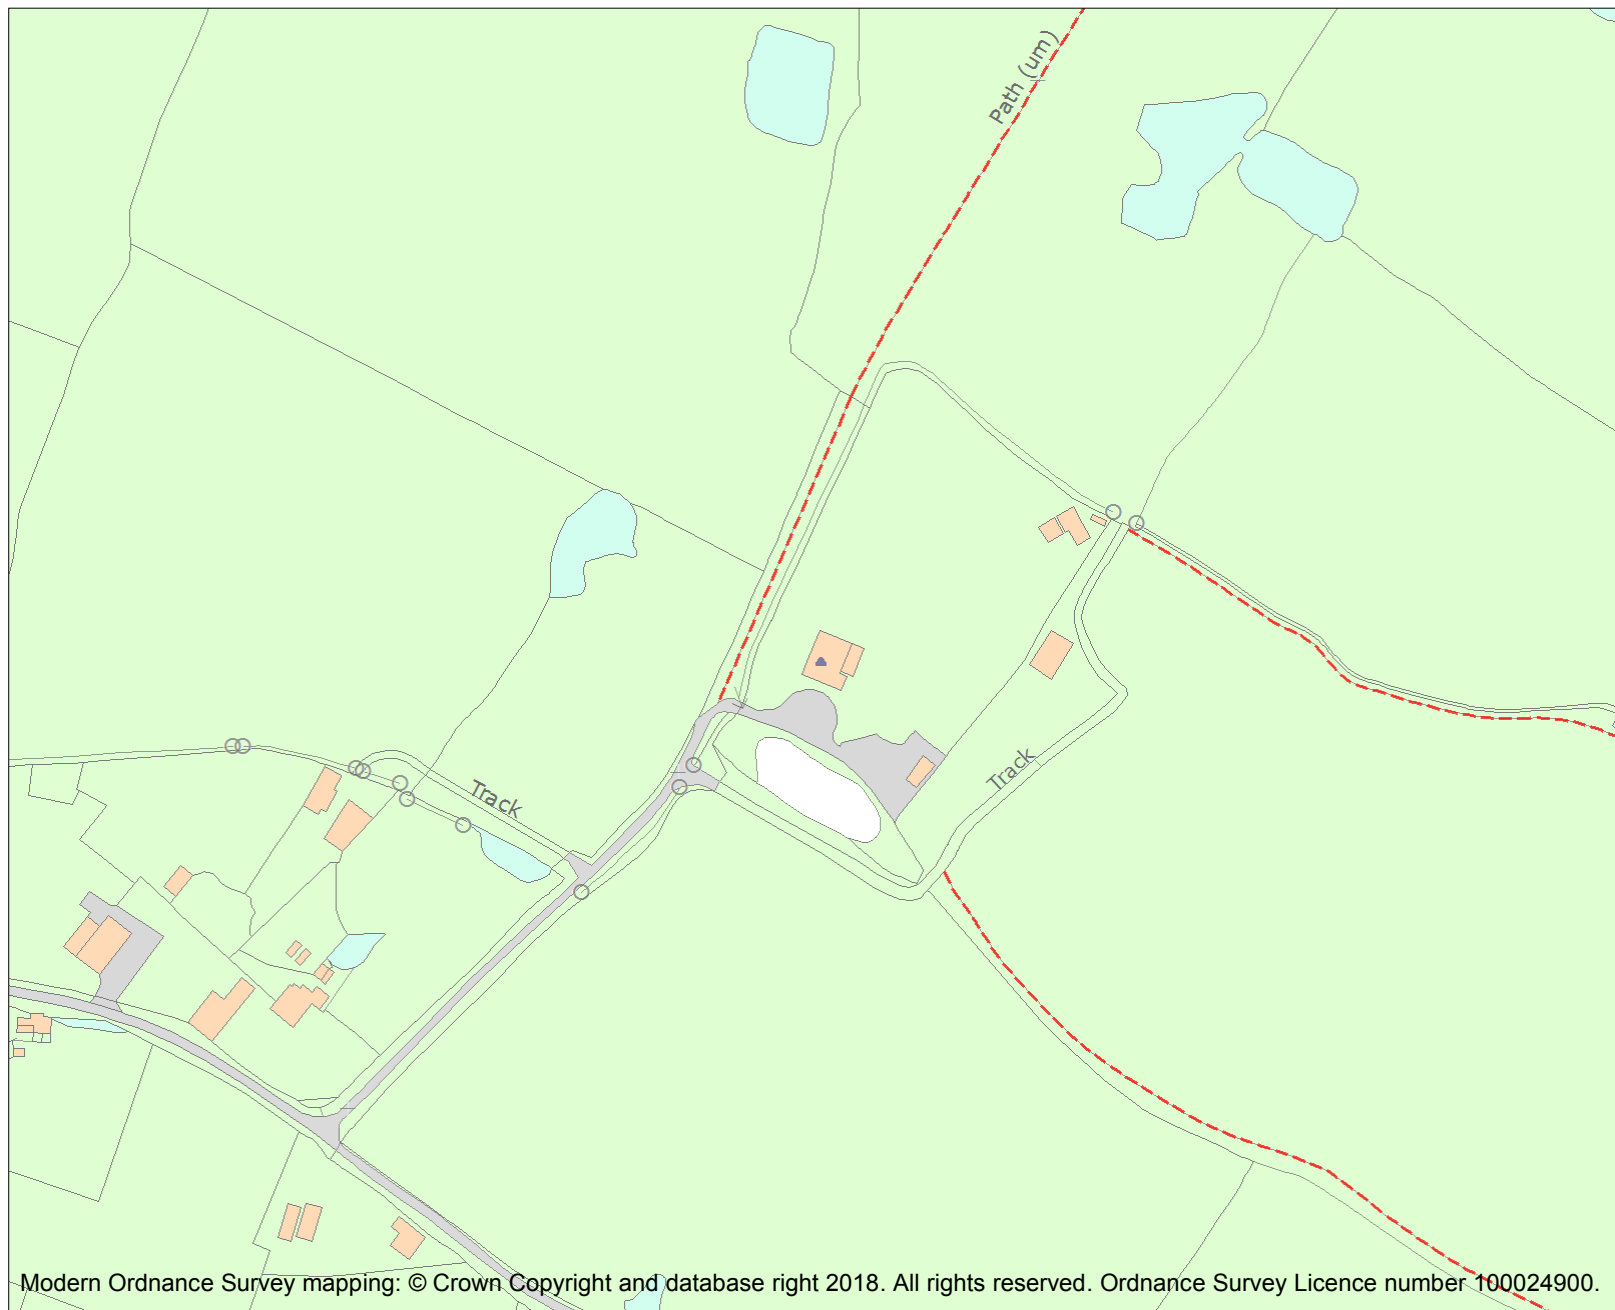 Path (um)
Track
Track
Modern Ordnance Survey mapping: © Crown Copyright and database right 2018. All rights reserved. Ordnance Survey Licence number 100024900.